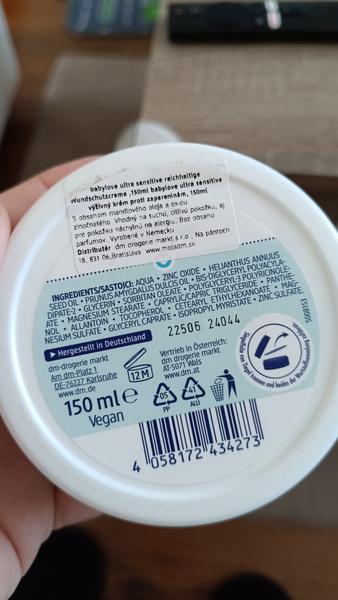 babylove ultra sensitive reichhaltige
Wundschutzcreme ,150ml babylove ultra sensitive
výživný krém proti zapareninám, 150ml
S obsahom mandlového oleja a oxidu
zinočnatého. Vhodný na suchú, citlivú pokožku, aj
pre pokožku náchylnú na alergiu. Bez obsahu
parfumov. Vyrobené v Nemecku
Distribútor dm drogerie markt s r.o., Na pántoch
18, 831 06,Bratislava www.mojadm.sk
INGREDIENTS/SASTOJCI: AQUA • ZINC OXIDE • HELIANTHUS ANNUUS
SEED OIL • PRUNUS AMYGDALUS DULCIS OIL • BIS-DIGLYCERYL POLYACYLA-
DIPATE-2 • GLYCERIN • SORBITAN OLEATE • POLYGLYCERYL-3 POLYRICINOLE-
ATE • MAGNESIUM STEARATE • CAPRYLIC/CAPRIC TRIGLYCERIDE • PANTHE-
NOL • ALLANTOIN • TOCOPHEROL • CETEARYL ETHYLHEXANOATE • MAG-
NESIUM SULFATE • GLYCERYL CAPRATE • ISOPROPYL MYRISTATE • ZINC SULFATE.
22506 24044
Hergestellt in Deutschland
dm-drogerie markt
Am dm-Platz 1
DE-76227 Karlsruhe
www.dm.de
12M
Vertrieb in Österreich:
dm drogerie markt
AT-5071 Wals
www.dm.at
05
PP
41
ALU
150 ml e
Vegan
4 058172 434273